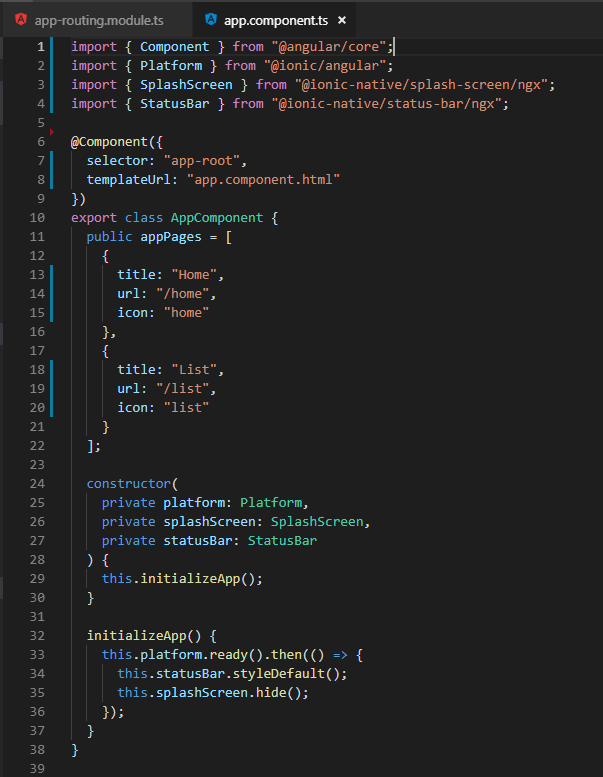 app-routing.module.ts app.component.ts ×
1 import { Component } from "@angular/core";
2 import { Platform } from "@ionic/angular";
3 import { SplashScreen } from "@ionic-native/splash-screen/ngx";
4 import { StatusBar } from "@ionic-native/status-bar/ngx";
5
6 @Component({
7   selector: "app-root",
8   templateUrl: "app.component.html"
9 })
10 export class AppComponent {
11   public appPages = [
12     {
13       title: "Home",
14       url: "/home",
15       icon: "home"
16     },
17     {
18       title: "List",
19       url: "/list",
20       icon: "list"
21     }
22   ];
23
24   constructor(
25     private platform: Platform,
26     private splashScreen: SplashScreen,
27     private statusBar: StatusBar
28   ) {
29     this.initializeApp();
30   }
31
32   initializeApp() {
33     this.platform.ready().then(() => {
34       this.statusBar.styleDefault();
35       this.splashScreen.hide();
36     });
37   }
38 }
39